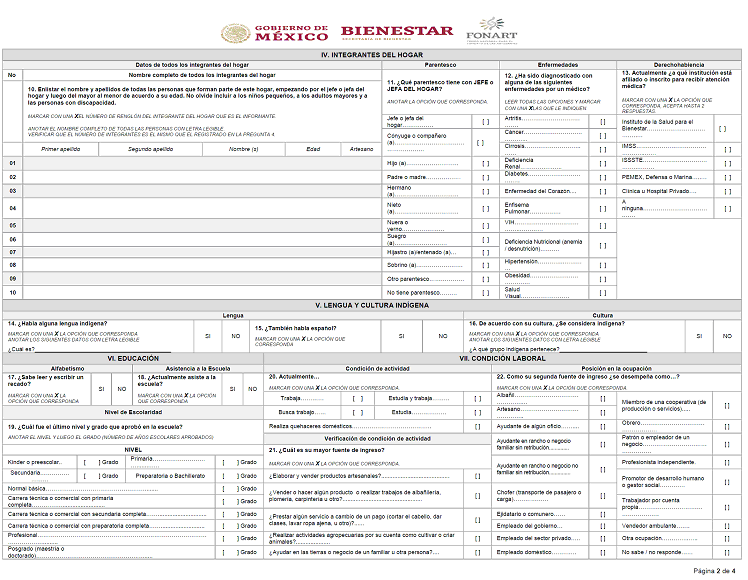 GOBIERNO DE
MÉXICO
BIENESTAR
SECRETARÍA DE BIENESTAR
FONART
IV. INTEGRANTES DEL HOGAR
Datos de todos los integrantes del hogar
Parentesco
Enfermedades
Derechohabiencia
No
Nombre completo de todos los integrantes del hogar
10. Enlistar el nombre y apellidos de todas las personas que forman parte de este hogar, empezando por el jefe o jefa del
hogar y luego del mayor al menor de acuerdo a su edad. No olvide incluir a los niños pequeños, a los adultos mayores y a
las personas con discapacidad.
MARCAR CON UNA X EL NÚMERO DE RENGLÓN DEL INTEGRANTE DEL HOGAR QUE ES EL INFORMANTE.
ANOTAR EL NOMBRE COMPLETO DE TODAS LAS PERSONAS CON LETRA LEGIBLE
VERIFICAR QUE EL NÚMERO DE INTEGRANTES ES EL MISMO QUE EL REGISTRADO EN LA PREGUNTA 4
Primer apellido
Segundo apellido
Nombre (s)
Edad
Artesano
01
02
03
04
05
06
07
08
09
10
11. ¿Qué parentesco tiene con JEFE o
JEFA DEL HOGAR?
ANOTAR LA OPCIÓN QUE CORRESPONDA.
Jefe o jefa del
hogar.................... [ ]
Cónyuge o compañero
(a)..................... [ ]
Hijo (a)..................... [ ]
Padre o madre..................... [ ]
Hermano
(a)..................... [ ]
Nieto
(a)..................... [ ]
Nuera o
yerno..................... [ ]
Suegro
(a)..................... [ ]
Hijastro (a)/entenado (a)... [ ]
Sobrino (a)..................... [ ]
Otro parentesco............... [ ]
No tiene parentesco......... [ ]
12. ¿Ha sido diagnosticado con
alguna de las siguientes
enfermedades por un médico?
LEER TODAS LAS OPCIONES Y MARCAR
CON UNA X LAS QUE LE INDIQUEN
Artritis..................... [ ]
Cáncer..................... [ ]
Cirrosis..................... [ ]
Deficiencia
Renal..................... [ ]
Diabetes..................... [ ]
Enfermedad del Corazón.... [ ]
Enfisema
Pulmonar..................... [ ]
VIH..................... [ ]
Deficiencia Nutricional (anemia
/ desnutrición)............ [ ]
Hipertensión..................... [ ]
Obesidad..................... [ ]
Salud
Visual..................... [ ]
13. Actualmente ¿a qué institución está
afiliado o inscrito para recibir atención
médica?
MARCAR CON UNA X LA OPCIÓN QUE
CORRESPONDA, ACEPTA HASTA 2
RESPUESTAS.
Instituto de la Salud para el
Bienestar..................... [ ]
IMSS..................... [ ]
ISSSTE..................... [ ]
PEMEX, Defensa o Marina........ [ ]
Clínica u Hospital Privado.... [ ]
A
ninguna..................... [ ]
V. LENGUA Y CULTURA INDÍGENA
Lengua
Cultura
14. ¿Habla alguna lengua indígena?
MARCAR CON UNA X LA OPCIÓN QUE CORRESPONDA
ANOTAR LOS SIGUIENTES DATOS CON LETRA LEGIBLE
¿Cuál es?
SI NO
15. ¿También habla español?
MARCAR CON UNA X LA OPCIÓN QUE
CORRESPONDA
SI NO
16. De acuerdo con su cultura, ¿Se considera indígena?
MARCAR CON UNA X LA OPCIÓN QUE CORRESPONDA
ANOTAR LOS SIGUIENTES DATOS CON LETRA LEGIBLE
¿A qué grupo indígena pertenece?
SI NO
VI. EDUCACIÓN
VII. CONDICIÓN LABORAL
Alfabetismo
Asistencia a la Escuela
Condición de actividad
Posición en la ocupación
17. ¿Sabe leer y escribir un
recado?
MARCAR CON UNA X LA
OPCIÓN QUE CORRESPONDA
SI NO
18. ¿Actualmente asiste a la
escuela?
MARCAR CON UNA X LA OPCIÓN
QUE CORRESPONDA
SI NO
Nivel de Escolaridad
19. ¿Cuál fue el último nivel y grado que aprobó en la escuela?
ANOTAR EL NIVEL Y LUEGO EL GRADO (NÚMERO DE AÑOS ESCOLARES APROBADOS)
NIVEL
Kínder o preescolar.. [ ] Grado
Primaria..................... [ ] Grado
Secundaria..................... [ ] Grado
Preparatoria o Bachillerato [ ] Grado
Normal básica..................... [ ] Grado
Carrera técnica o comercial con primaria
completa..................... [ ] Grado
Carrera técnica o comercial con secundaria completa..................... [ ] Grado
Carrera técnica o comercial con preparatoria completa..................... [ ] Grado
Profesional..................... [ ] Grado
Posgrado (maestría o
doctorado)..................... [ ] Grado
20. Actualmente...
MARCAR CON UNA X LA OPCIÓN QUE CORRESPONDA
Trabaja............ [ ]
Estudia y trabaja.......... [ ]
Busca trabajo...... [ ]
Estudia..................... [ ]
Realiza quehaceres domésticos..................... [ ]
Verificación de condición de actividad
21. ¿Cuál es su mayor fuente de ingreso?
MARCAR CON UNA X LA OPCIÓN QUE CORRESPONDA.
¿Elaborar y vender productos artesanales?..................... [ ]
¿Vender o hacer algún producto o realizar trabajos de albañilería,
plomería, carpintería u otro?..................... [ ]
¿Prestar algún servicio a cambio de un pago (cortar el cabello, dar
clases, lavar ropa ajena, u otro)?...... [ ]
¿Realizar actividades agropecuarias por su cuenta como cultivar o criar
animales?..................... [ ]
¿Ayudar en las tierras o negocio de un familiar u otra persona?.... [ ]
22. Como su segunda fuente de ingreso ¿se desempeña como...?
MARCAR CON UNA X LA OPCIÓN QUE CORRESPONDA
Albañil..................... [ ]
Artesano..................... [ ]
Ayudante de algún oficio......... [ ]
Ayudante en rancho o negocio
familiar sin retribución............ [ ]
Ayudante en rancho o negocio no
familiar sin retribución............ [ ]
Chofer (transporte de pasajero o
carga)..................... [ ]
Ejidatario o comunero...... [ ]
Empleado del gobierno... [ ]
Empleado del sector privado..... [ ]
Empleado doméstico............ [ ]
Miembro de una cooperativa (de
producción o servicios)..... [ ]
Obrero..................... [ ]
Patrón o empleador de un
negocio..................... [ ]
Profesionista independiente. [ ]
Promotor de desarrollo humano
o gestor social............ [ ]
Trabajador por cuenta
propia..................... [ ]
Vendedor ambulante....... [ ]
Otra ocupación............ [ ]
No sabe / no responde...... [ ]
Página 2 de 4